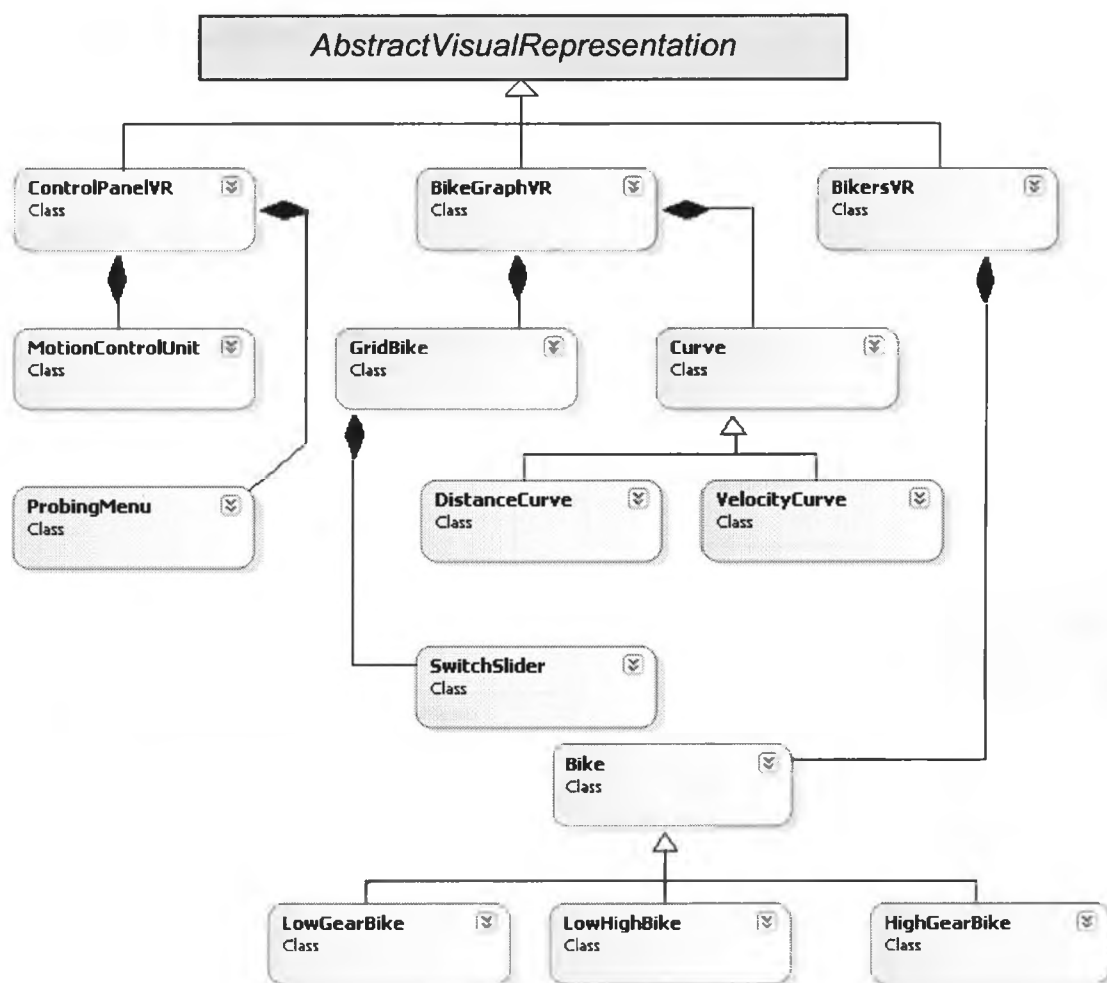 AbstractVisualRepresentation
ControlPanelVR
Class
BikeGraphVR
Class
BikersVR
Class
MotionControlUnit
Class
GridBike
Class
Curve
Class
ProbingMenu
Class
DistanceCurve
Class
VelocityCurve
Class
SwitchSlider
Class
Bike
Class
LowGearBike
Class
LowHighBike
Class
HighGearBike
Class